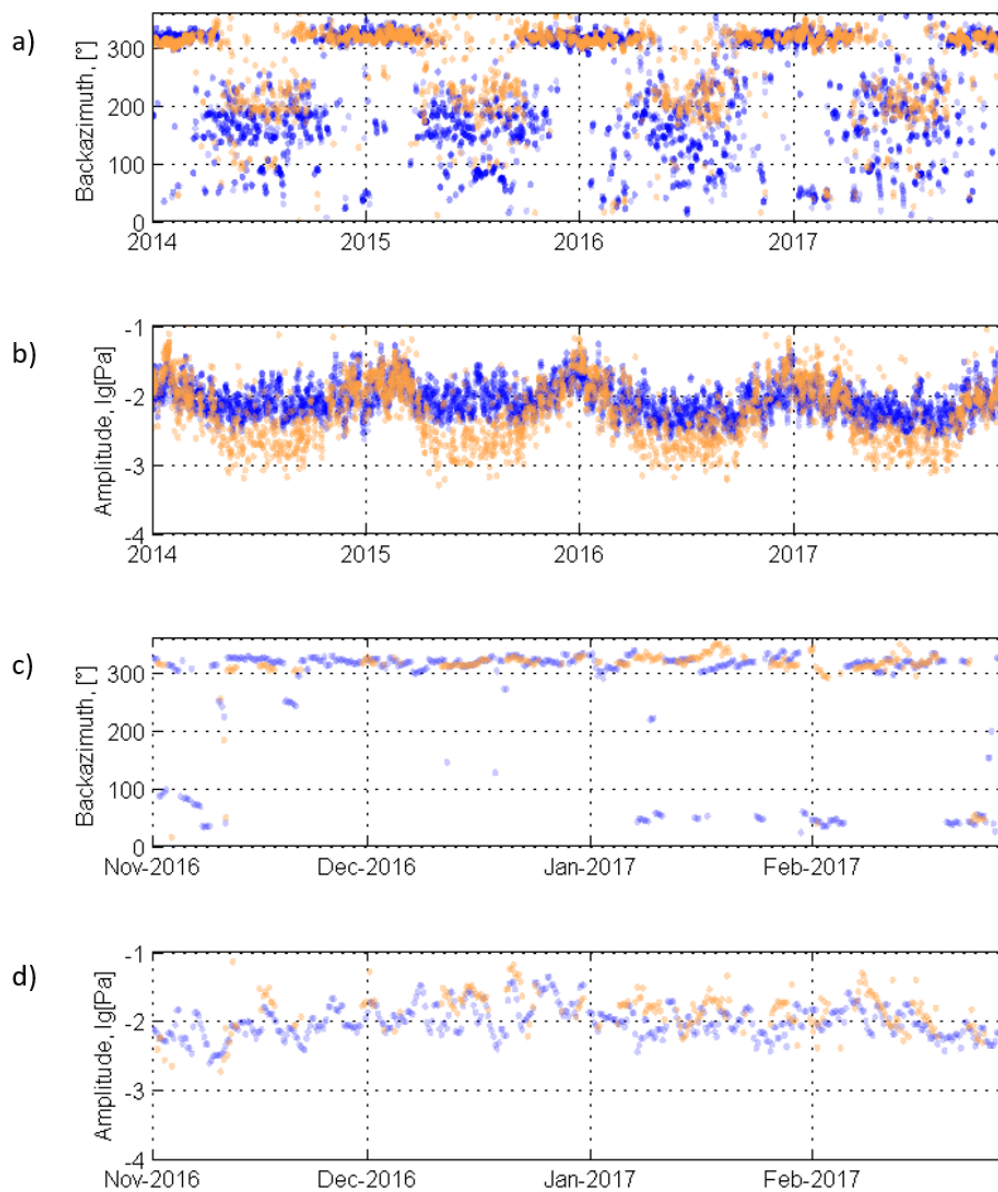 a)
Backazimuth, [°]
300
200
100
0
2014 2015 2016 2017
b)
Amplitude, lg[Pa]
-1
-2
-3
-4
2014 2015 2016 2017
c)
Backazimuth, [°]
300
200
100
0
Nov-2016 Dec-2016 Jan-2017 Feb-2017
d)
Amplitude, lg[Pa]
-1
-2
-3
-4
Nov-2016 Dec-2016 Jan-2017 Feb-2017